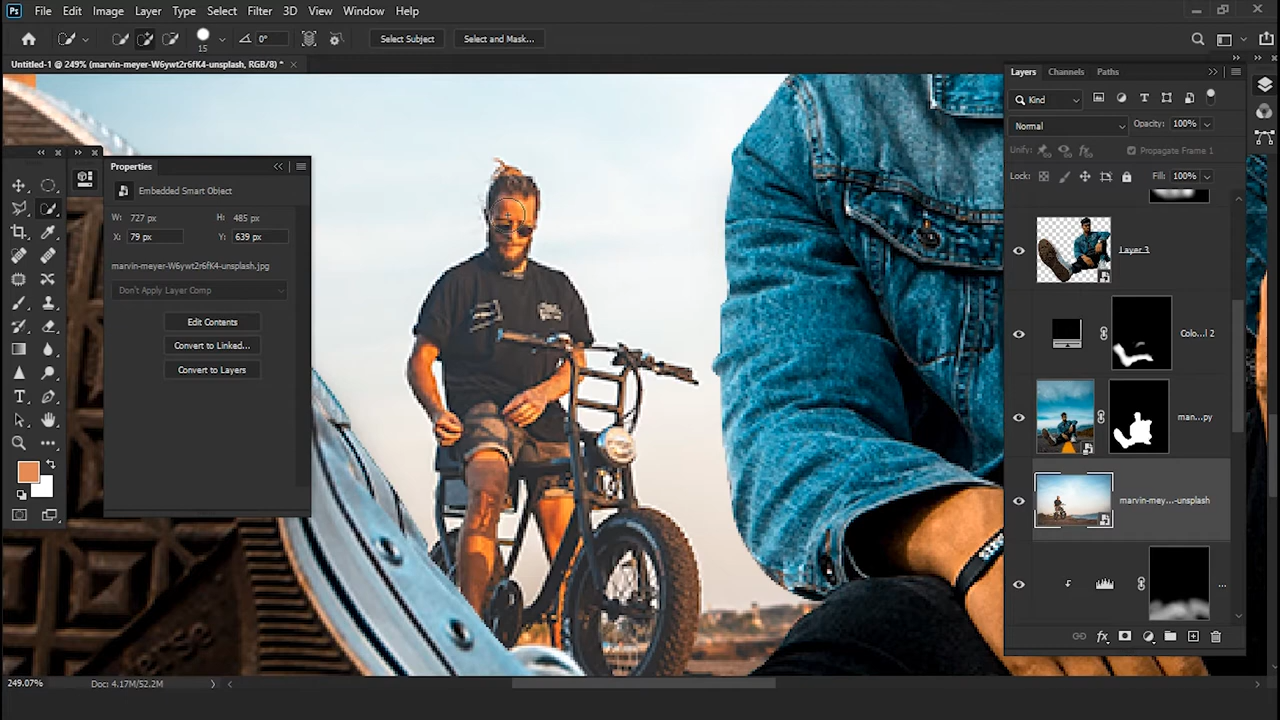 Ps File Edit Image Layer Type Select Filter 3D View Window Help
15 0° Select Subject Select and Mask...
Untitled-1 @ 249% (marvin-meyer-W6ywt2r6fK4-unsplash, RGB/8) *
Layers Channels Paths
Kind
Normal Opacity: 100%
Unify: Propagate Frame 1
Lock: Fill: 100%
Properties
Embedded Smart Object
W: 727 px H: 485 px
X: 79 px Y: 639 px
marvin-meyer-W6ywt2r6fK4-unsplash.jpg
Don't Apply Layer Comp
Edit Contents
Convert to Linked...
Convert to Layers
Layer 3
Colo...l 2
man...py
marvin-mey...-unsplash
...
fx
249.07% Doc: 4.17M/52.2M